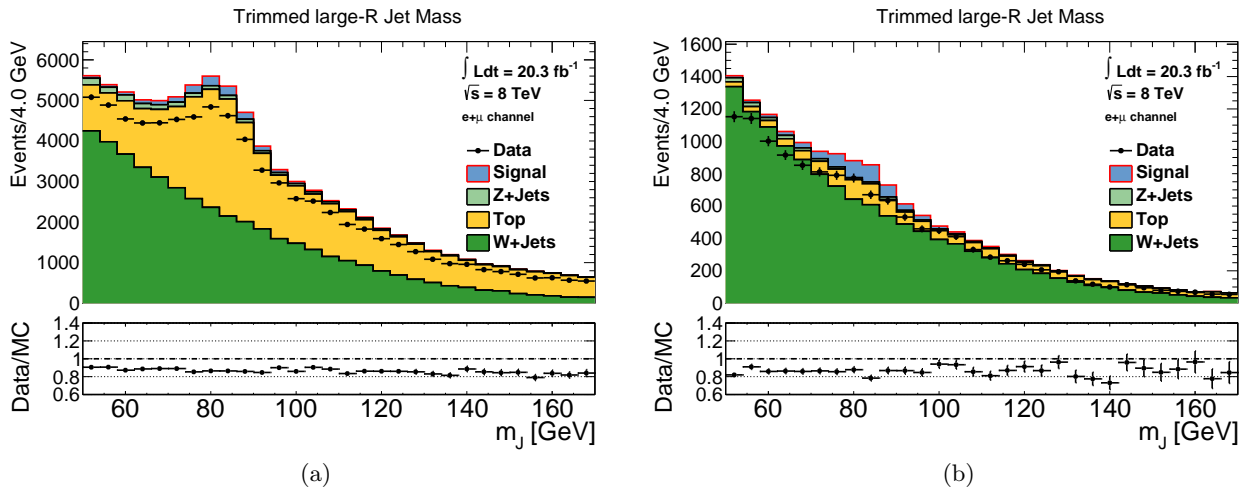 Trimmed large-R Jet Mass
Events/4.0 GeV
6000
5000
4000
3000
2000
1000
0
∫ Ldt = 20.3 fb⁻¹
√s = 8 TeV
e+μ channel
Data
Signal
Z+Jets
Top
W+Jets
Data/MC
1.4
1.2
1
0.8
0.6
60 80 100 120 140 160
m_J [GeV]
(a)
Trimmed large-R Jet Mass
Events/4.0 GeV
1600
1400
1200
1000
800
600
400
200
0
∫ Ldt = 20.3 fb⁻¹
√s = 8 TeV
e+μ channel
Data
Signal
Z+Jets
Top
W+Jets
Data/MC
1.4
1.2
1
0.8
0.6
60 80 100 120 140 160
m_J [GeV]
(b)